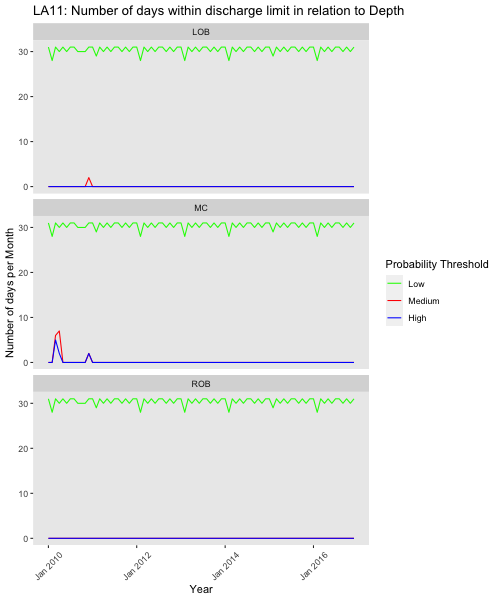 LA11: Number of days within discharge limit in relation to Depth
LOB
30
20
10
0
MC
30
20
10
0
ROB
30
20
10
0
Number of days per Month
Jan 2010
Jan 2012
Jan 2014
Jan 2016
Year
Probability Threshold
Low
Medium
High